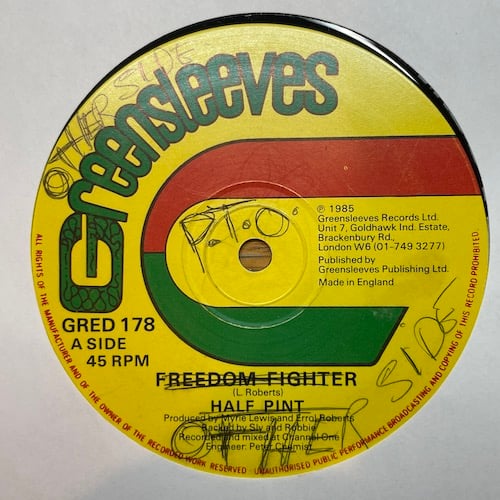 OTHER SIDE
Greensleeves
P.T.O.
℗ 1985
Greensleeves Records Ltd.
Unit 7, Goldhawk Ind. Estate,
Brackenbury Rd.,
London W6 (01-749 3277)
Published by
Greensleeves Publishing Ltd.
Made in England
GRED 178
A SIDE
45 RPM
FREEDOM FIGHTER
(L. Roberts)
HALF PINT
Produced by Myrie Lewis and Errol Roberts
Backed by Sly and Robbie
Recorded and mixed at Channel One
Engineer: Peter Chemist
OTHER SIDE
ALL RIGHTS OF THE MANUFACTURER AND OF THE OWNER OF THE RECORDED WORK RESERVED UNAUTHORISED PUBLIC PERFORMANCE BROADCASTING AND COPYING OF THIS RECORD PROHIBITED.